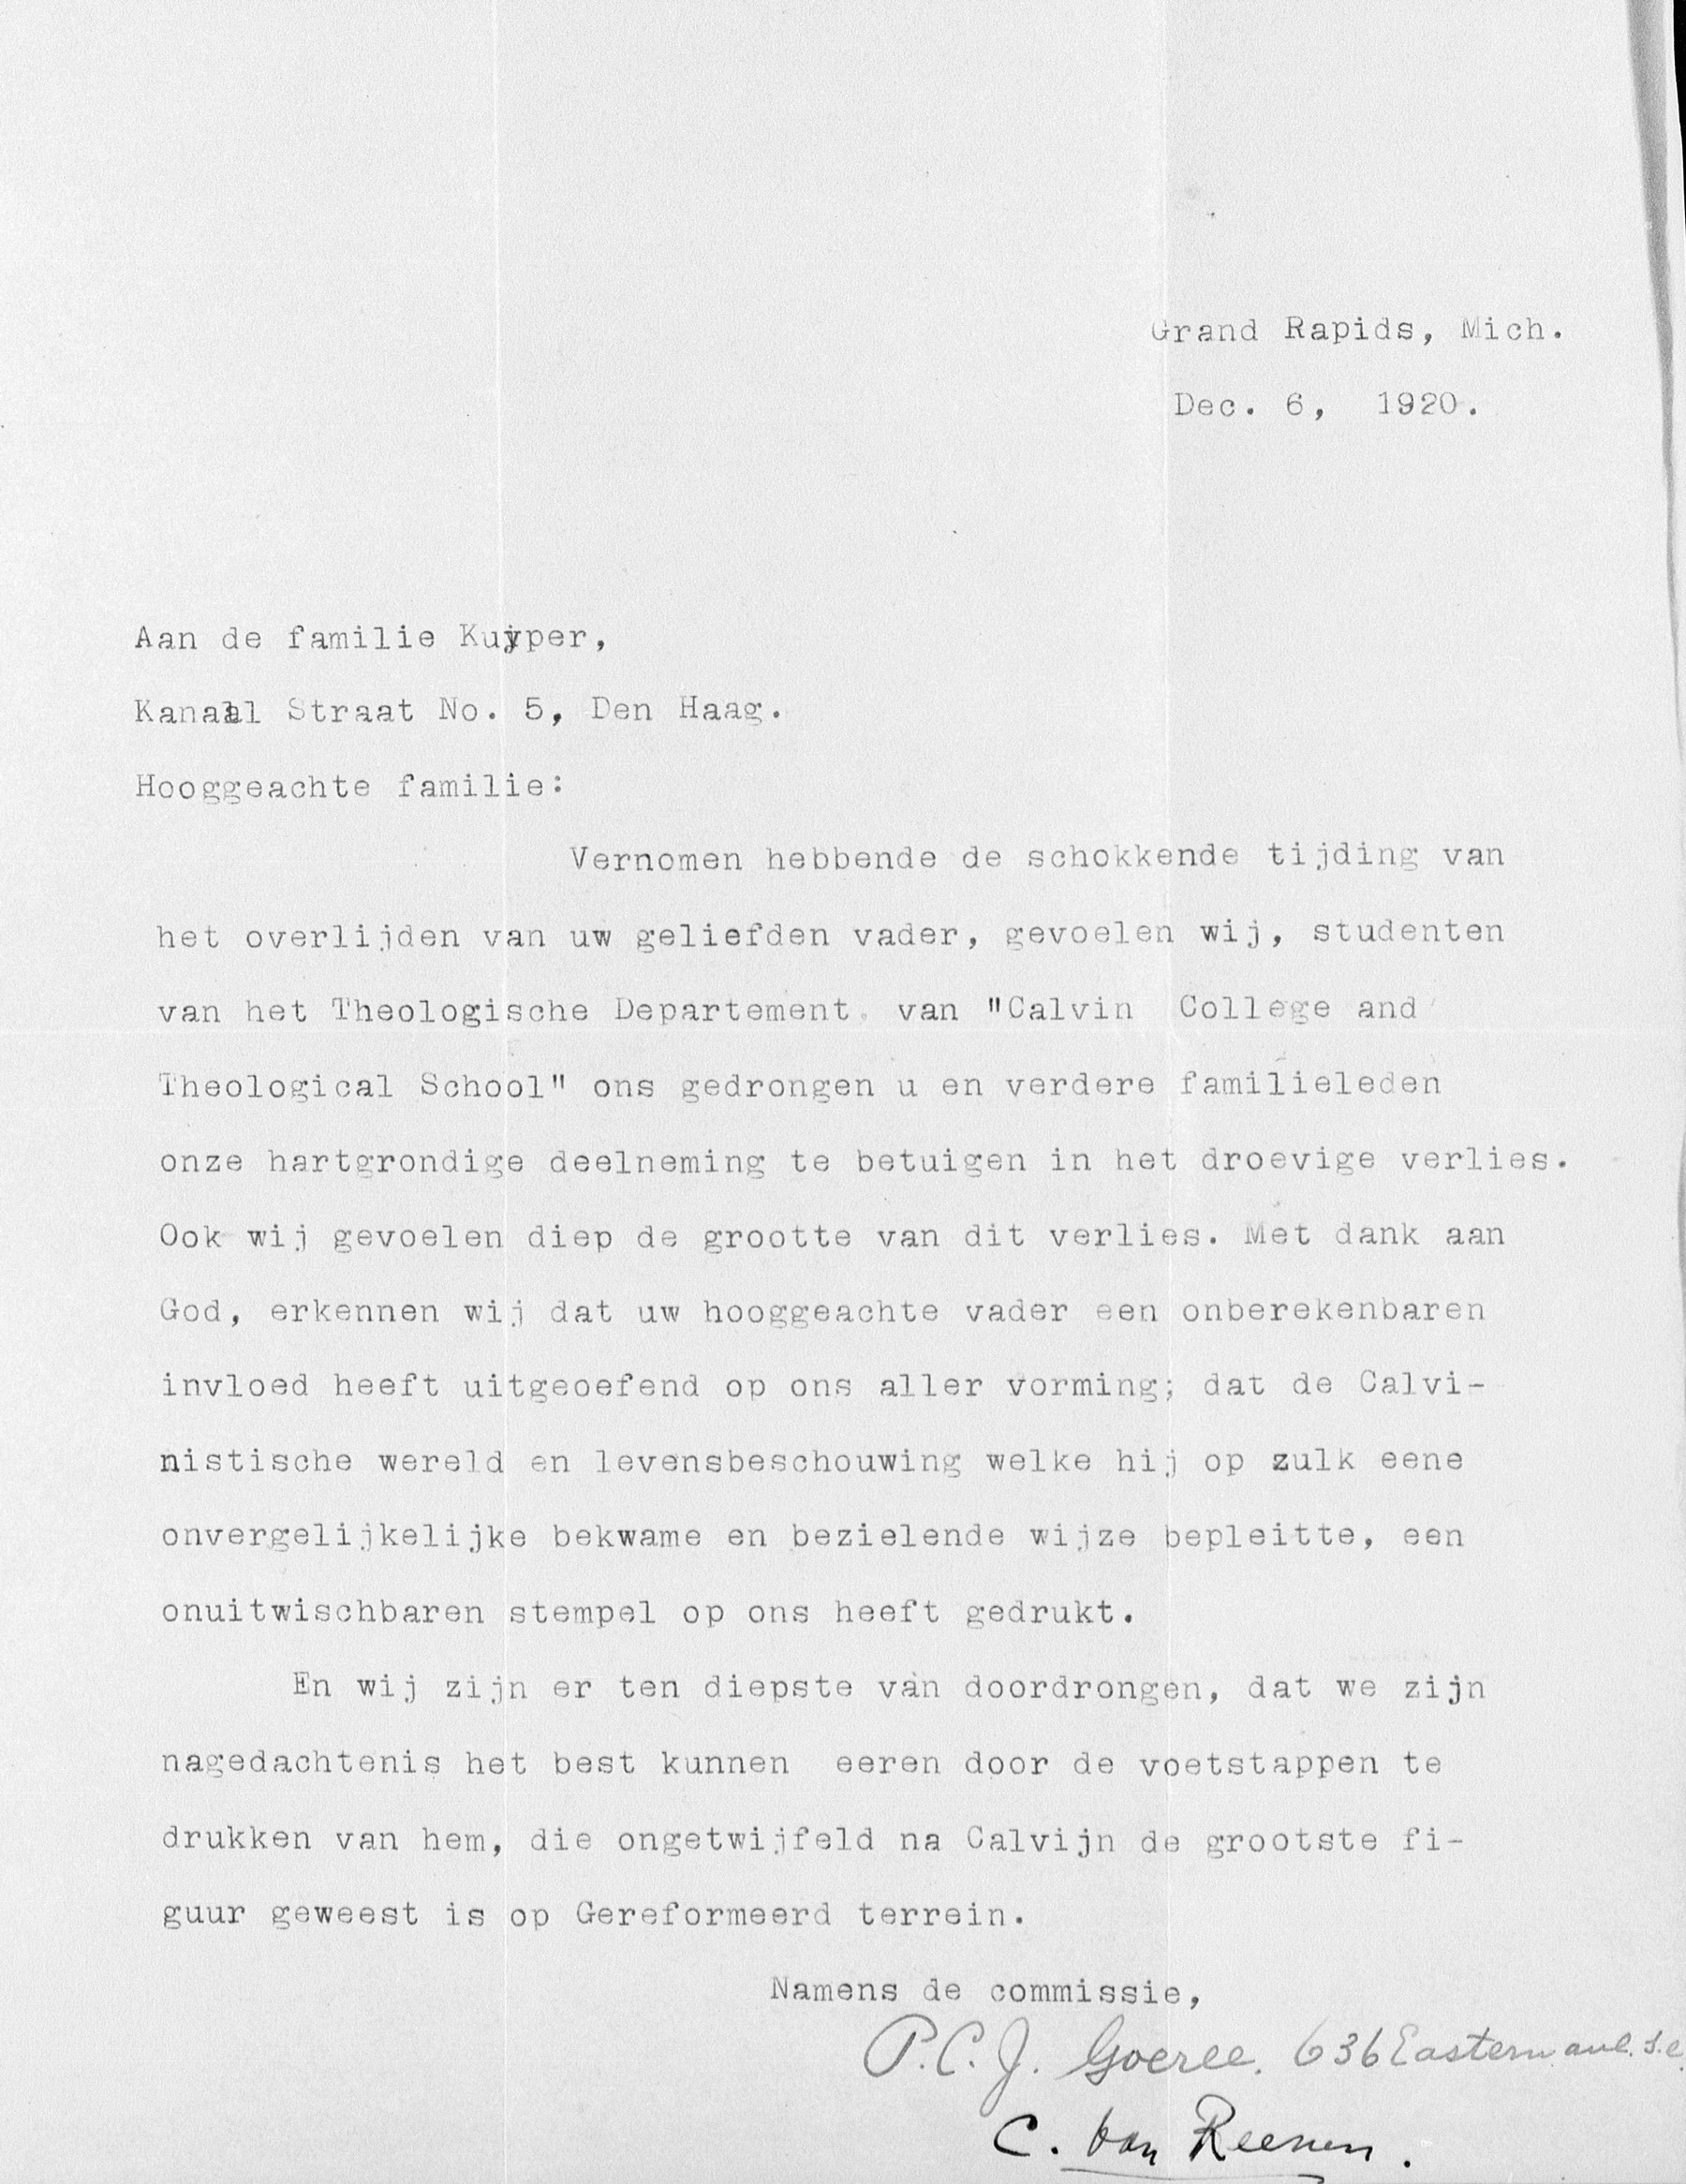 Grand Rapids, Mich.
Dec. 6, 1920.
Aan de familie Kuyper,
Kanaal Straat No. 5, Den Haag.
Hooggeachte familie:
Vernomen hebbende de schokkende tijding van
het overlijden van uw geliefden vader, gevoelen wij, studenten
van het Theologische Departement. van "Calvin College and
Theological School" ons gedrongen u en verdere familieleden
onze hartgrondige deelneming te betuigen in het droevige verlies.
Ook wij gevoelen diep de grootte van dit verlies. Met dank aan
God, erkennen wij dat uw hooggeachte vader een onberekenbaren
invloed heeft uitgeoefend op ons aller vorming; dat de Calvi-
nistische wereld en levensbeschouwing welke hij op zulk eene
onvergelijkelijke bekwame en bezielende wijze bepleitte, een
onuitwischbaren stempel op ons heeft gedrukt.
En wij zijn er ten diepste van doordrongen, dat we zijn
nagedachtenis het best kunnen eeren door de voetstappen te
drukken van hem, die ongetwijfeld na Calvijn de grootste fi-
guur geweest is op Gereformeerd terrein.
Namens de commissie,
P.C.J. Goeree. 636 Eastern ave. S.e.
C. Van Reenen.